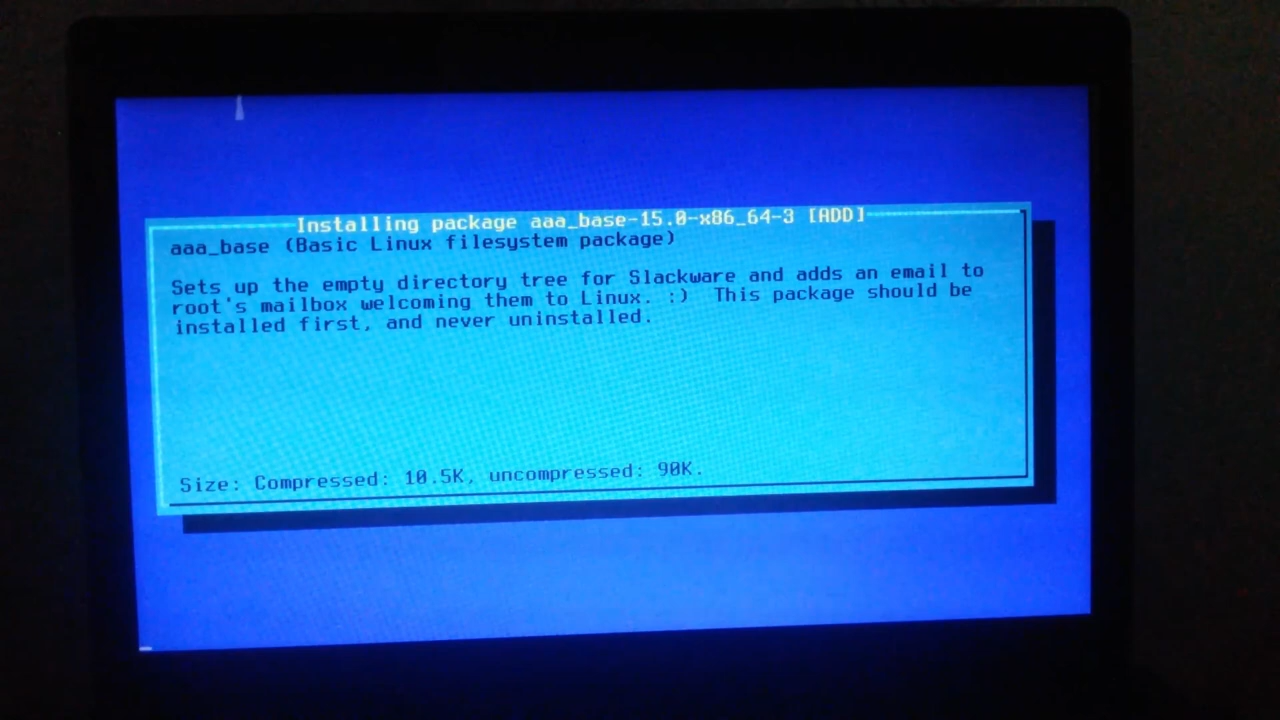 Installing package aaa_base-15.0-x86_64-3 [ADD]
aaa_base (Basic Linux filesystem package)
Sets up the empty directory tree for Slackware and adds an email to
root's mailbox welcoming them to Linux. :)  This package should be
installed first, and never uninstalled.
Size: Compressed: 10.5K, uncompressed: 90K.